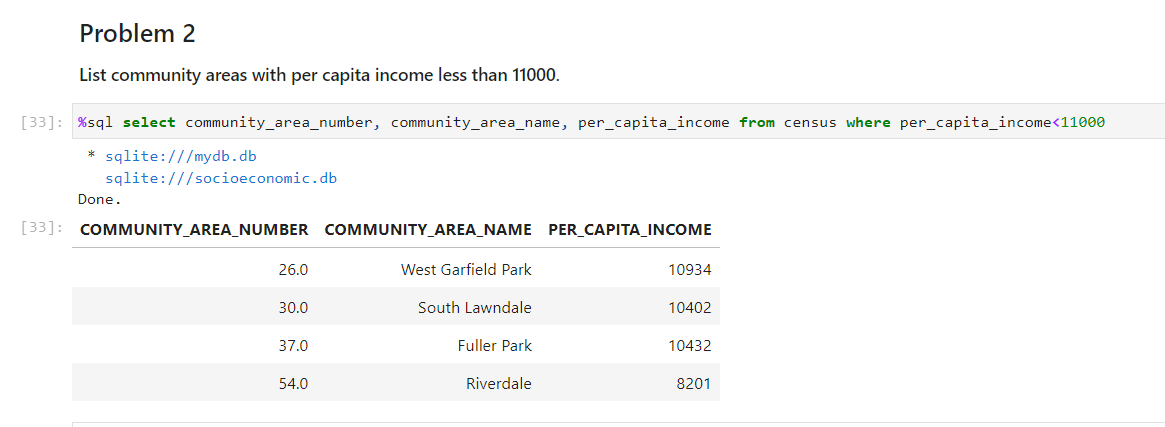 Problem 2
List community areas with per capita income less than 11000.
[33]: %sql select community_area_number, community_area_name, per_capita_income from census where per_capita_income<11000
* sqlite:///mydb.db
sqlite:///socioeconomic.db
Done.
[33]: COMMUNITY_AREA_NUMBER COMMUNITY_AREA_NAME PER_CAPITA_INCOME
26.0 West Garfield Park 10934
30.0 South Lawndale 10402
37.0 Fuller Park 10432
54.0 Riverdale 8201